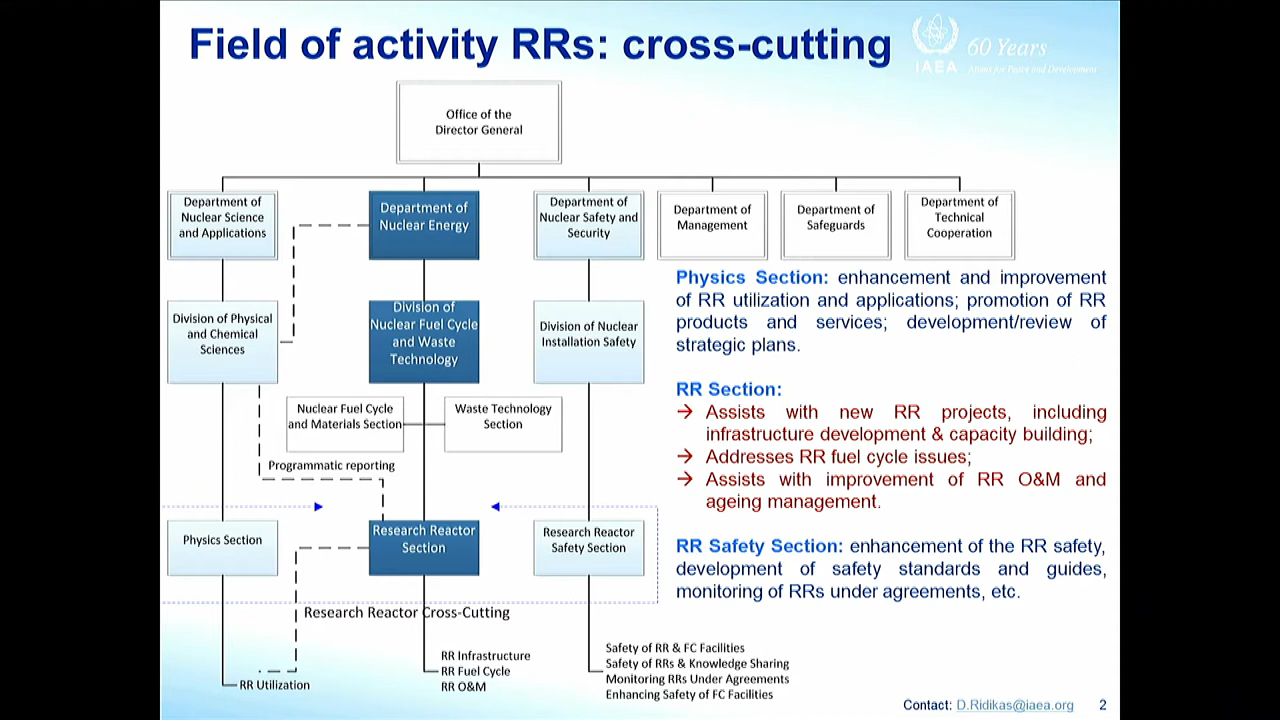 Field of activity RRs: cross-cutting
IAEA
60 Years
Atoms for Peace and Development
Office of the
Director General
Department of
Nuclear Science
and Applications
Department of
Nuclear Energy
Department of
Nuclear Safety and
Security
Department of
Management
Department of
Safeguards
Department of
Technical
Cooperation
Division of Physical
and Chemical
Sciences
Division of
Nuclear Fuel Cycle
and Waste
Technology
Division of Nuclear
Installation Safety
Nuclear Fuel Cycle
and Materials Section
Waste Technology
Section
Programmatic reporting
Physics Section
Research Reactor
Section
Research Reactor
Safety Section
Research Reactor Cross-Cutting
RR Utilization
RR Infrastructure
RR Fuel Cycle
RR O&M
Safety of RR & FC Facilities
Safety of RRs & Knowledge Sharing
Monitoring RRs Under Agreements
Enhancing Safety of FC Facilities
Physics Section: enhancement and improvement
of RR utilization and applications; promotion of RR
products and services; development/review of
strategic plans.
RR Section:
→ Assists with new RR projects, including
infrastructure development & capacity building;
→ Addresses RR fuel cycle issues;
→ Assists with improvement of RR O&M and
ageing management.
RR Safety Section: enhancement of the RR safety,
development of safety standards and guides,
monitoring of RRs under agreements, etc.
Contact: D.Ridikas@iaea.org 2